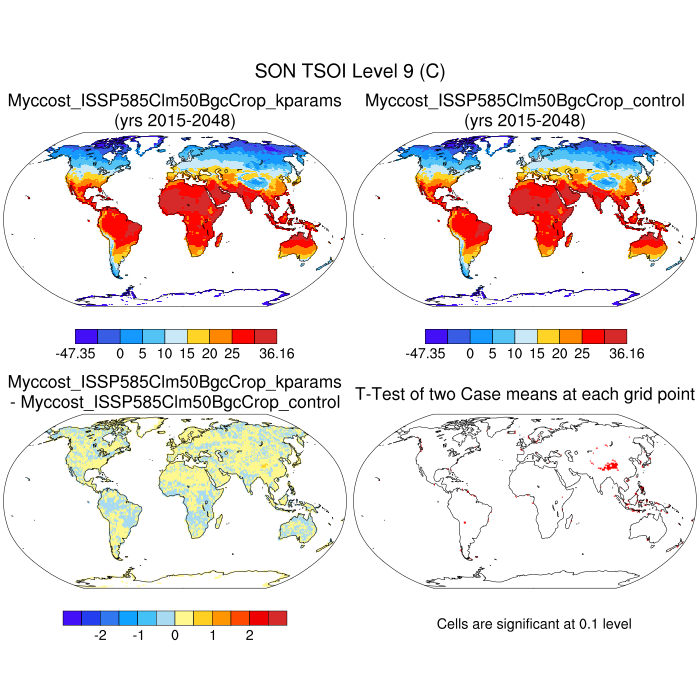 SON TSOI Level 9 (C)
Myccost_ISSP585Clm50BgcCrop_kparams
(yrs 2015-2048)
Myccost_ISSP585Clm50BgcCrop_control
(yrs 2015-2048)
-47.35 0 5 10 15 20 25 36.16
-47.35 0 5 10 15 20 25 36.16
Myccost_ISSP585Clm50BgcCrop_kparams
- Myccost_ISSP585Clm50BgcCrop_control
T-Test of two Case means at each grid point
-2 -1 0 1 2
Cells are significant at 0.1 level